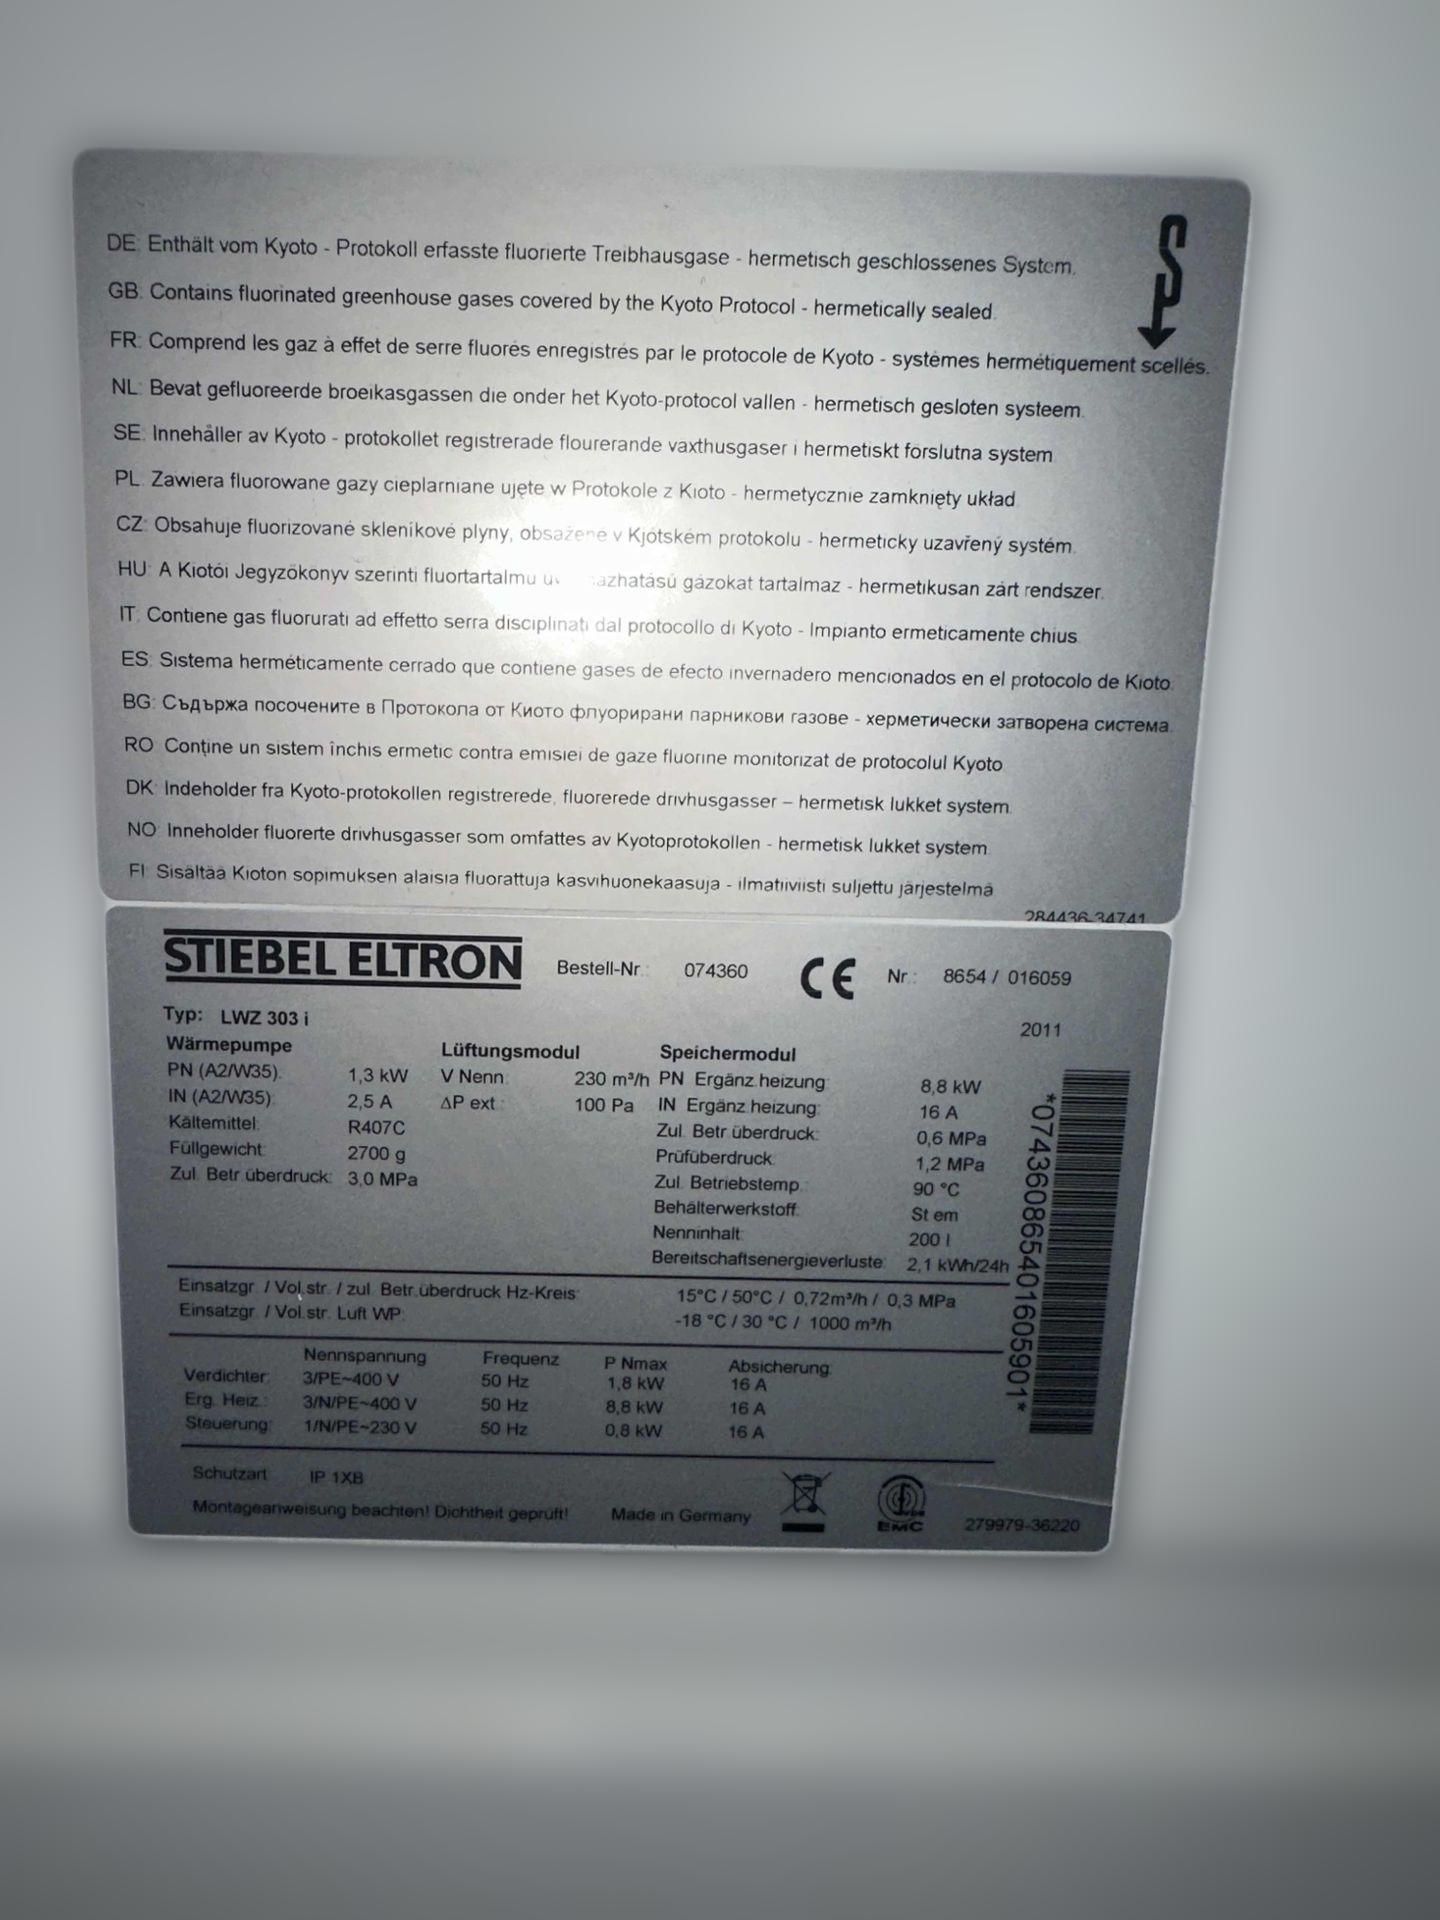 DE: Enthält vom Kyoto - Protokoll erfasste fluorierte Treibhausgase - hermetisch geschlossenes System.
GB: Contains fluorinated greenhouse gases covered by the Kyoto Protocol - hermetically sealed.
FR: Comprend les gaz à effet de serre fluorés enregistrés par le protocole de Kyoto - systèmes hermétiquement scellés.
NL: Bevat gefluoreerde broeikasgassen die onder het Kyoto-protocol vallen - hermetisch gesloten systeem.
SE: Innehåller av Kyoto - protokollet registrerade flourerande växthusgaser i hermetiskt förslutna system
PL: Zawiera fluorowane gazy cieplarniane ujęte w Protokole z Kioto - hermetycznie zamknięty układ
CZ: Obsahuje fluorizované skleníkové plyny, obsažené v Kjótském protokolu - hermeticky uzavřený systém.
HU: A Kiotói Jegyzőkönyv szerinti fluortartalmú gázokat tartalmaz - hermetikusan zárt rendszer.
IT: Contiene gas fluorurati ad effetto serra disciplinati dal protocollo di Kyoto - Impianto ermeticamente chius
ES: Sistema herméticamente cerrado que contiene gases de efecto invernadero mencionados en el protocolo de Kioto.
BG: Съдържа посочените в Протокола от Киото флуорирани парникови газове - херметически затворена система.
RO: Conţine un sistem închis ermetic contra emisiei de gaze fluorine monitorizat de protocolul Kyoto
DK: Indeholder fra Kyoto-protokollen registrerede, fluorerede drivhusgasser – hermetisk lukket system.
NO: Inneholder fluorerte drivhusgasser som omfattes av Kyotoprotokollen - hermetisk lukket system.
FI: Sisältää Kioton sopimuksen alaisia fluorattuja kasvihuonekaasuja - ilmatiiviisti suljettu järjestelmä
284436-34741
STIEBEL ELTRON Bestell-Nr.: 074360 CE Nr.: 8654 / 016059
Typ: LWZ 303 i 2011
Wärmepumpe Lüftungsmodul Speichermodul
PN (A2/W35): 1,3 kW V Nenn: 230 m³/h PN Ergänz.heizung: 8,8 kW
IN (A2/W35): 2,5 A ΔP ext.: 100 Pa IN Ergänz.heizung: 16 A
Kältemittel: R407C Zul. Betr.überdruck: 0,6 MPa
Füllgewicht: 2700 g Prüfüberdruck: 1,2 MPa
Zul. Betr.überdruck: 3,0 MPa Zul. Betriebstemp.: 90 °C
Behälterwerkstoff: St em
Nenninhalt: 200 l
Bereitschaftsenergieverluste: 2,1 kWh/24h
*074360865401605901*
Einsatzgr. / Vol.str. / zul. Betr.überdruck Hz-Kreis: 15°C / 50°C / 0,72m³/h / 0,3 MPa
Einsatzgr. / Vol.str. Luft WP: -18 °C / 30 °C / 1000 m³/h
Nennspannung Frequenz P Nmax Absicherung
Verdichter: 3/PE~400 V 50 Hz 1,8 kW 16 A
Erg. Heiz.: 3/N/PE~400 V 50 Hz 8,8 kW 16 A
Steuerung: 1/N/PE~230 V 50 Hz 0,8 kW 16 A
Schutzart IP 1XB
Montageanweisung beachten! Dichtheit geprüft! Made in Germany EMC 279979-36220